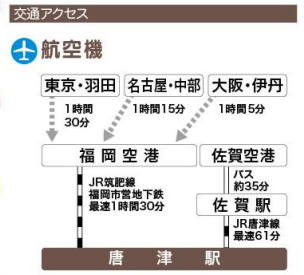 交通アクセス
航空機
東京・羽田 名古屋・中部 大阪・伊丹
1時間
30分
1時間15分
1時間5分
福岡空港 佐賀空港
JR筑肥線
福岡市営地下鉄
最速1時間30分
バス
約35分
佐賀駅
JR唐津線
最速61分
唐津駅